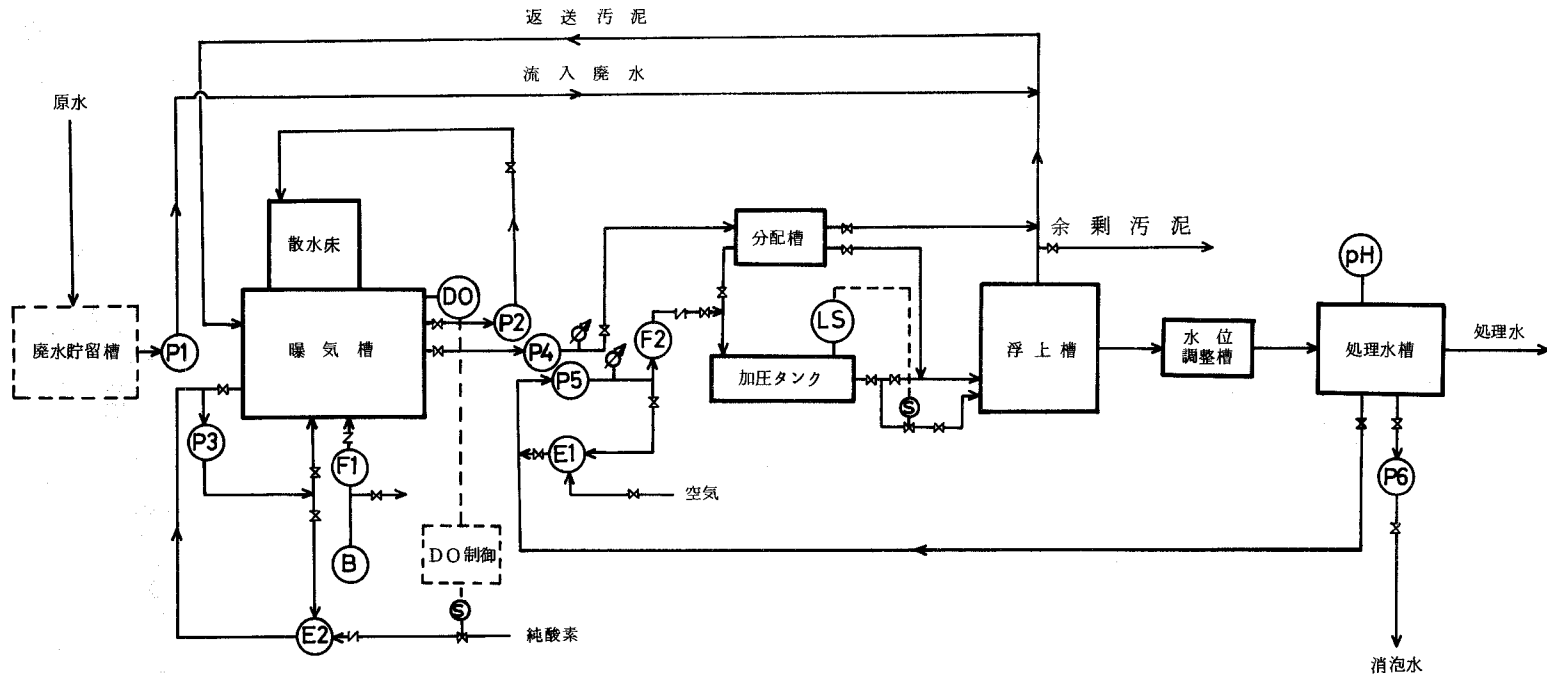 返送汚泥
流入廃水
原水
散水床
分配槽
余剰汚泥
pH
DO
P2
LS
廃水貯留槽
P1
曝気槽
P4
F2
P5
加圧タンク
浮上槽
水位
調整槽
処理水槽
処理水
S
P3
F1
E1
空気
P6
B
DO制御
S
E2
純酸素
消泡水